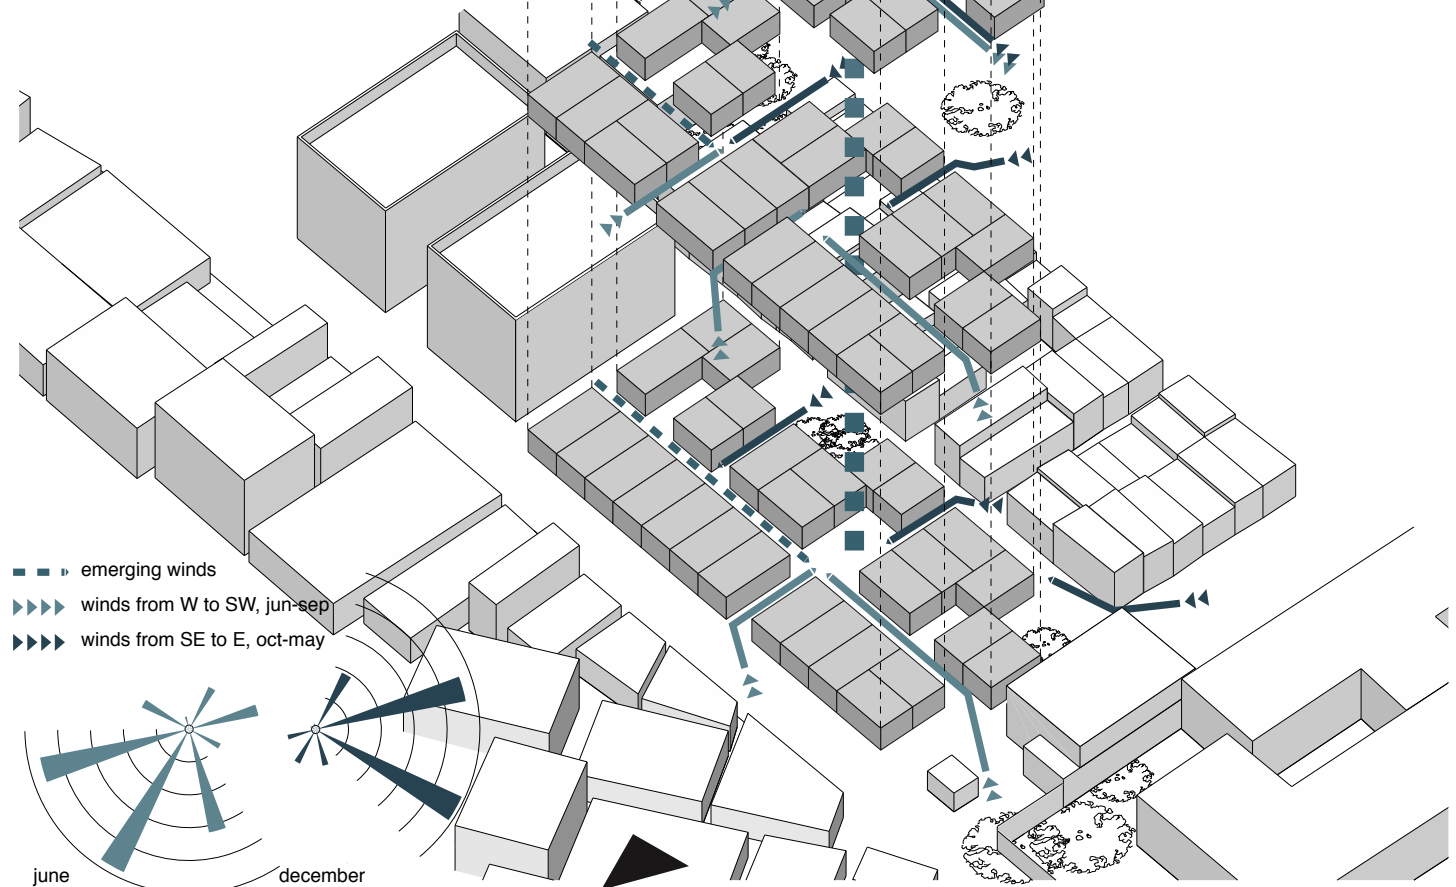 emerging winds
winds from W to SW, jun-sep
winds from SE to E, oct-may
june
december